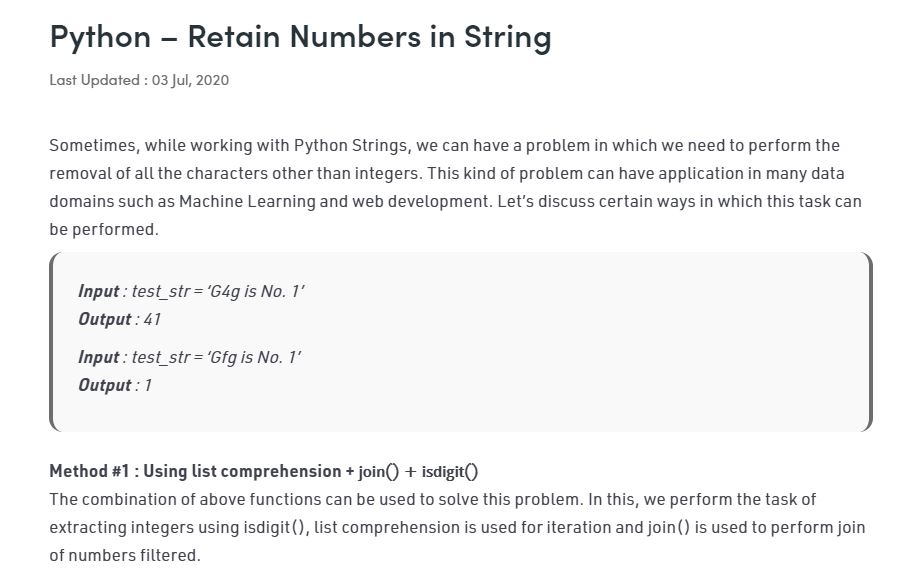 Python – Retain Numbers in String
Last Updated : 03 Jul, 2020
Sometimes, while working with Python Strings, we can have a problem in which we need to perform the
removal of all the characters other than integers. This kind of problem can have application in many data
domains such as Machine Learning and web development. Let’s discuss certain ways in which this task can
be performed.
Input : test_str = ‘G4g is No. 1’
Output : 41
Input : test_str = ‘Gfg is No. 1’
Output : 1
Method #1 : Using list comprehension + join() + isdigit()
The combination of above functions can be used to solve this problem. In this, we perform the task of
extracting integers using isdigit(), list comprehension is used for iteration and join() is used to perform join
of numbers filtered.